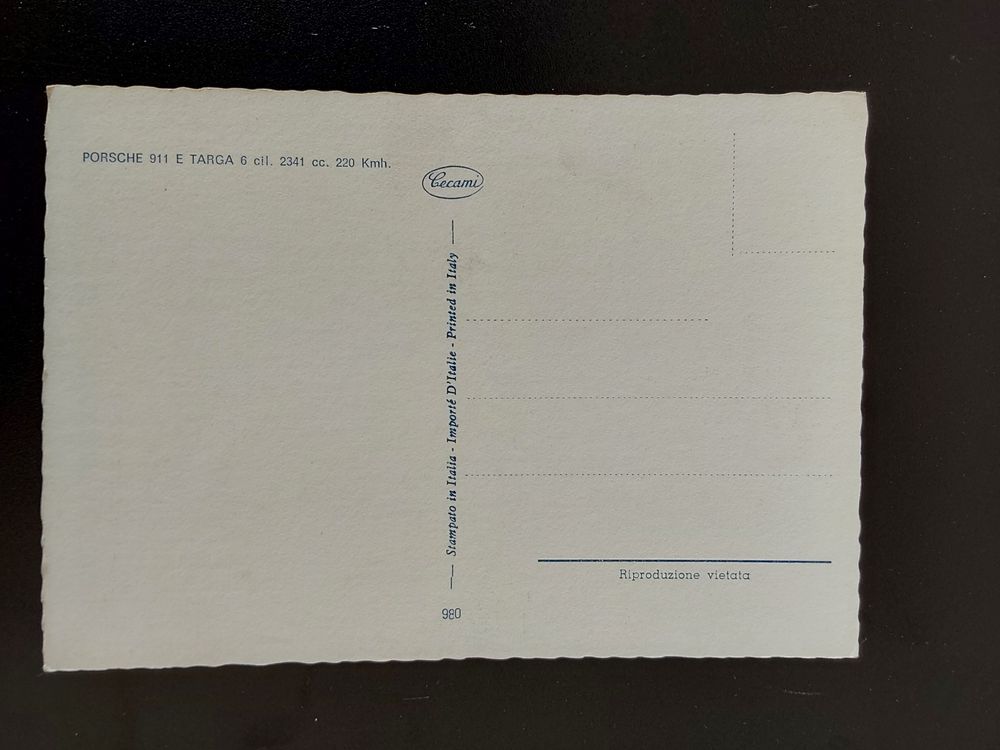 PORSCHE 911 E TARGA 6 cil. 2341 cc. 220 Kmh.
Cecami
Stampato in Italia - Importé D'Italie - Printed in Italy
980
Riproduzione vietata